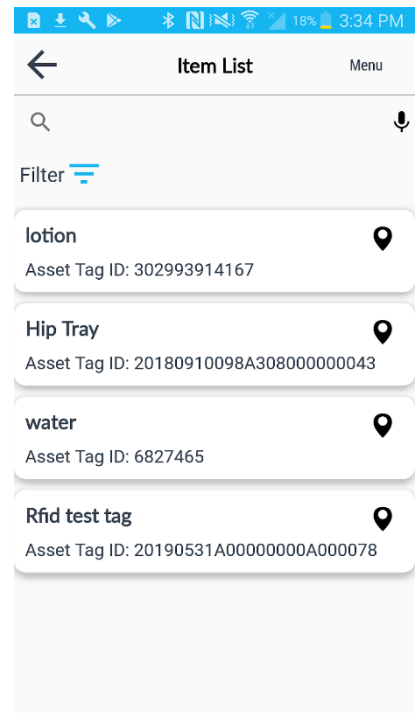 18% 3:34 PM
Item List Menu
Filter
lotion
Asset Tag ID: 302993914167
Hip Tray
Asset Tag ID: 20180910098A308000000043
water
Asset Tag ID: 6827465
Rfid test tag
Asset Tag ID: 20190531A00000000A000078